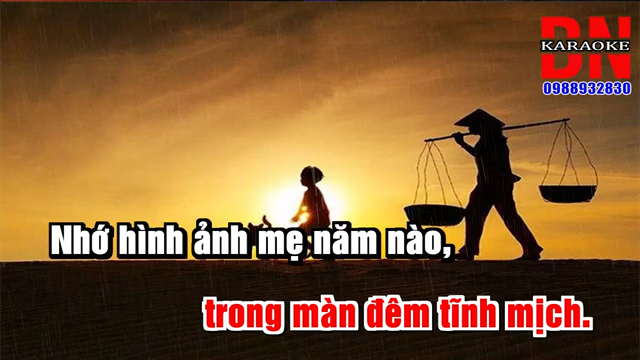 BN
KARAOKE
0988932830
Nhớ hình ảnh mẹ năm nào,
trong màn đêm tĩnh mịch.